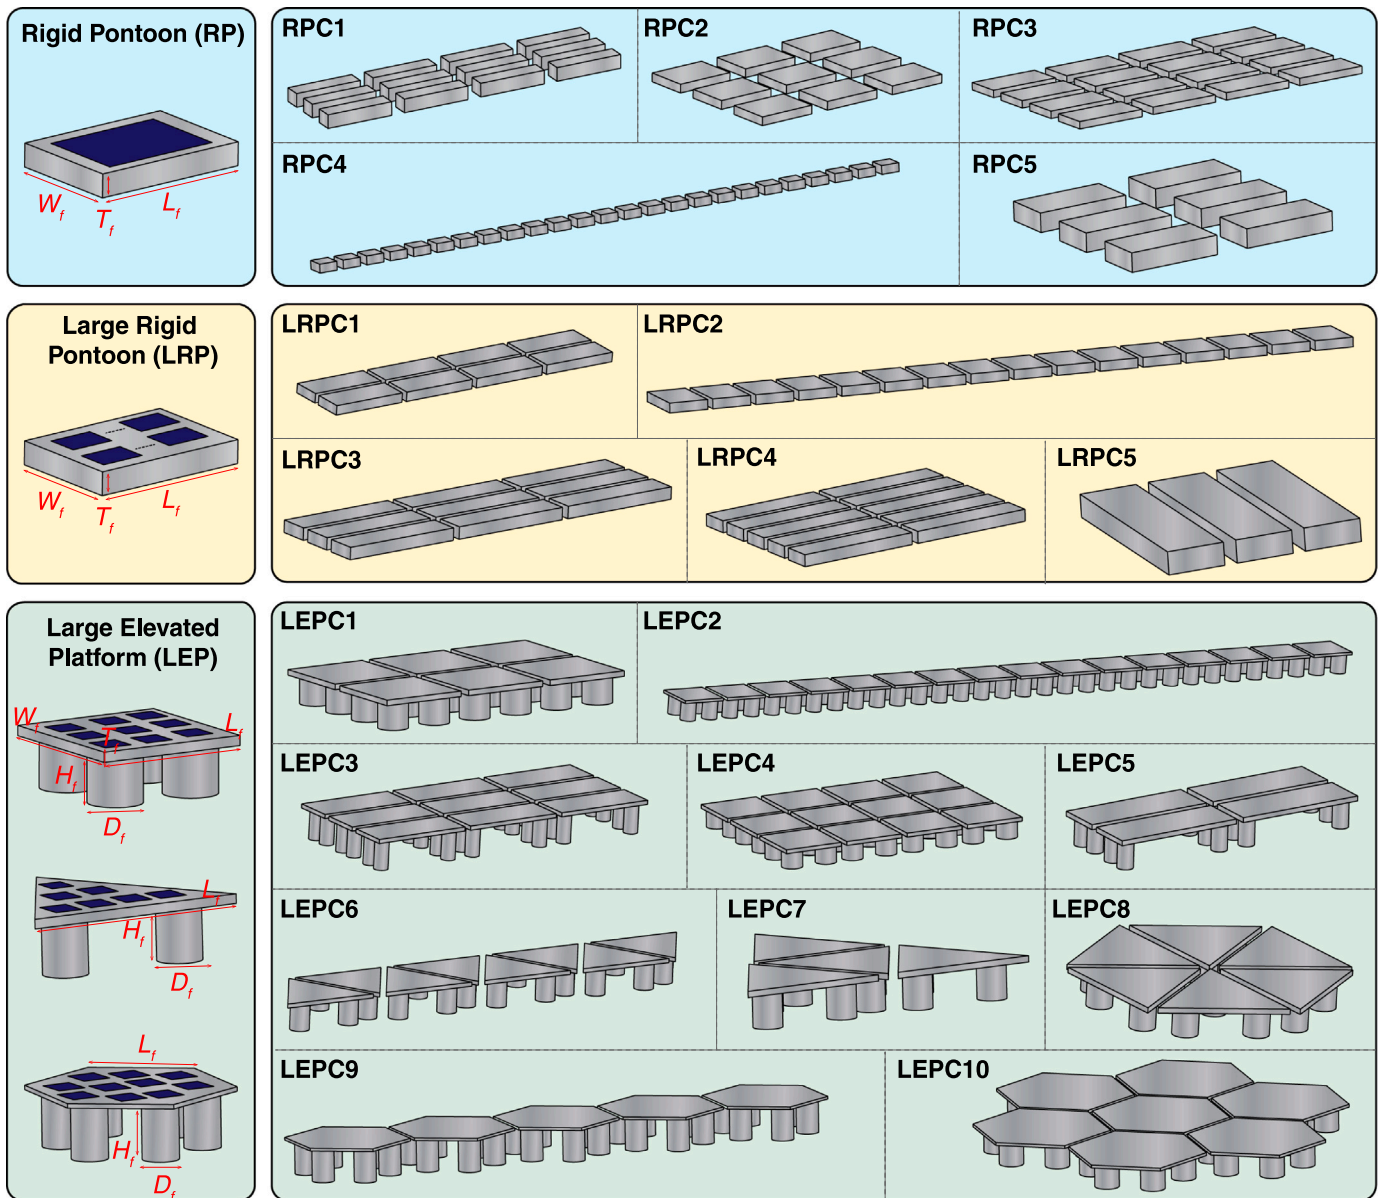 Rigid Pontoon (RP)
W_f
T_f
L_f
RPC1
RPC2
RPC3
RPC4
RPC5
Large Rigid
Pontoon (LRP)
W_f
T_f
L_f
LRPC1
LRPC2
LRPC3
LRPC4
LRPC5
Large Elevated
Platform (LEP)
W_f
T_f
L_f
H_f
D_f
L_f
H_f
D_f
L_f
H_f
D_f
LEPC1
LEPC2
LEPC3
LEPC4
LEPC5
LEPC6
LEPC7
LEPC8
LEPC9
LEPC10